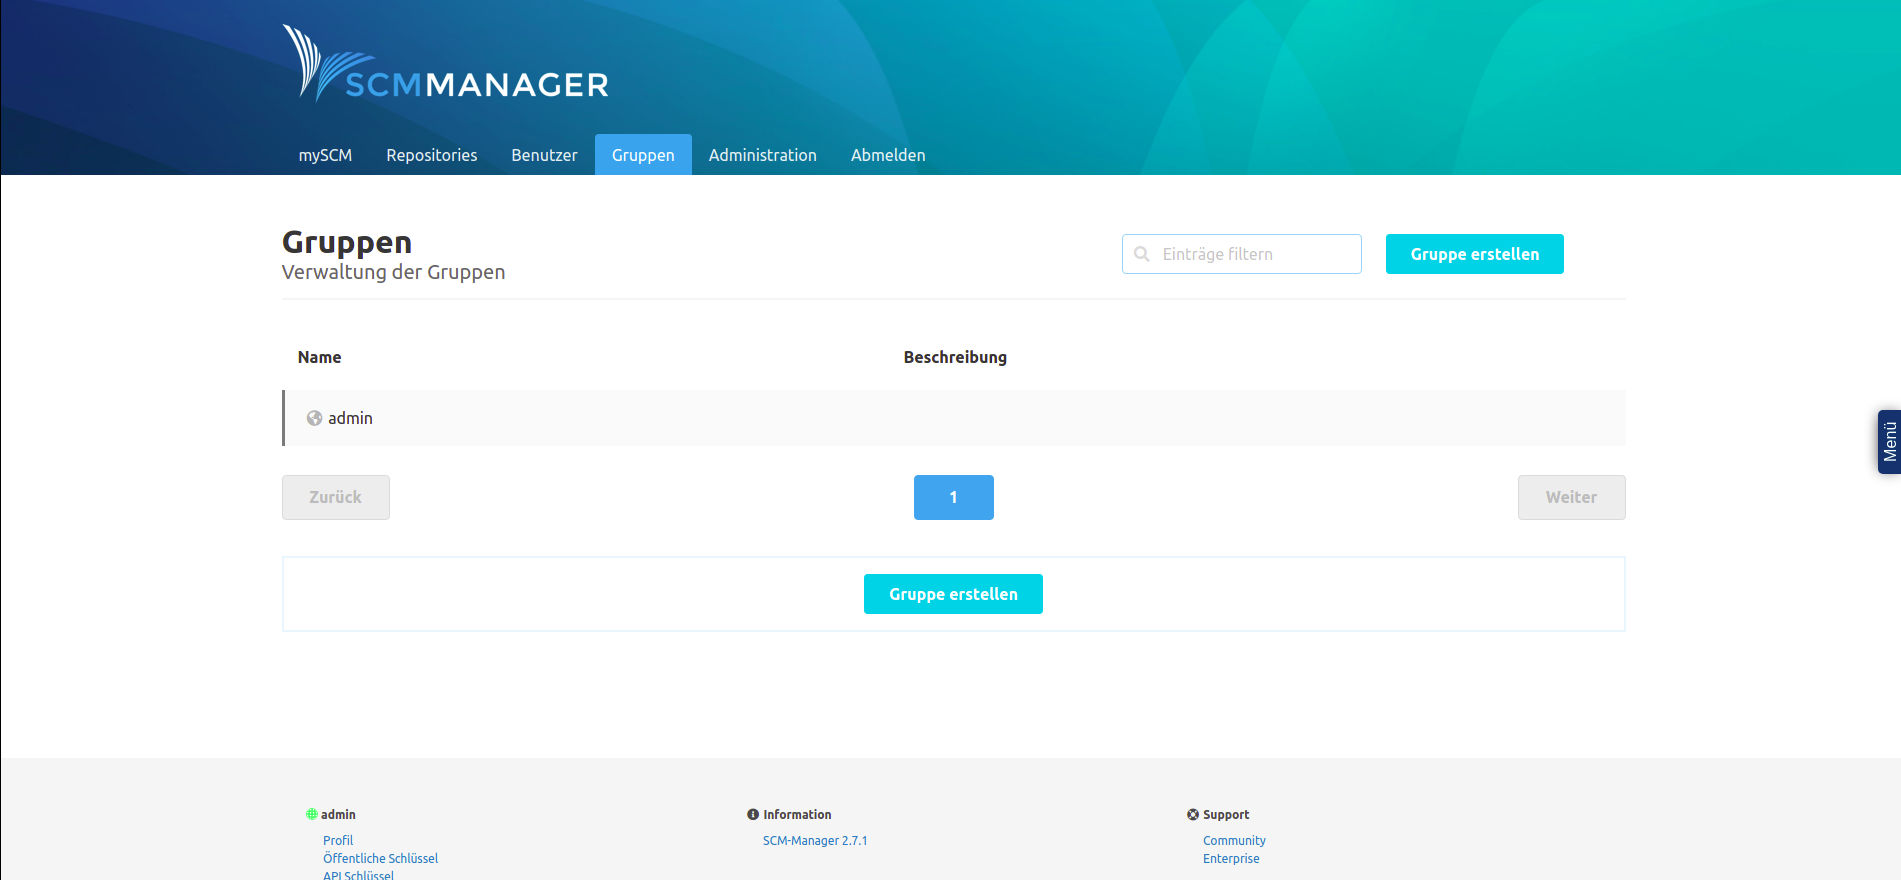 SCMMANAGER
mySCM Repositories Benutzer Gruppen Administration Abmelden
Gruppen
Verwaltung der Gruppen
Einträge filtern
Gruppe erstellen
Name Beschreibung
admin
Menü
Zurück 1 Weiter
Gruppe erstellen
admin
Profil
Öffentliche Schlüssel
API Schlüssel
Information
SCM-Manager 2.7.1
Support
Community
Enterprise